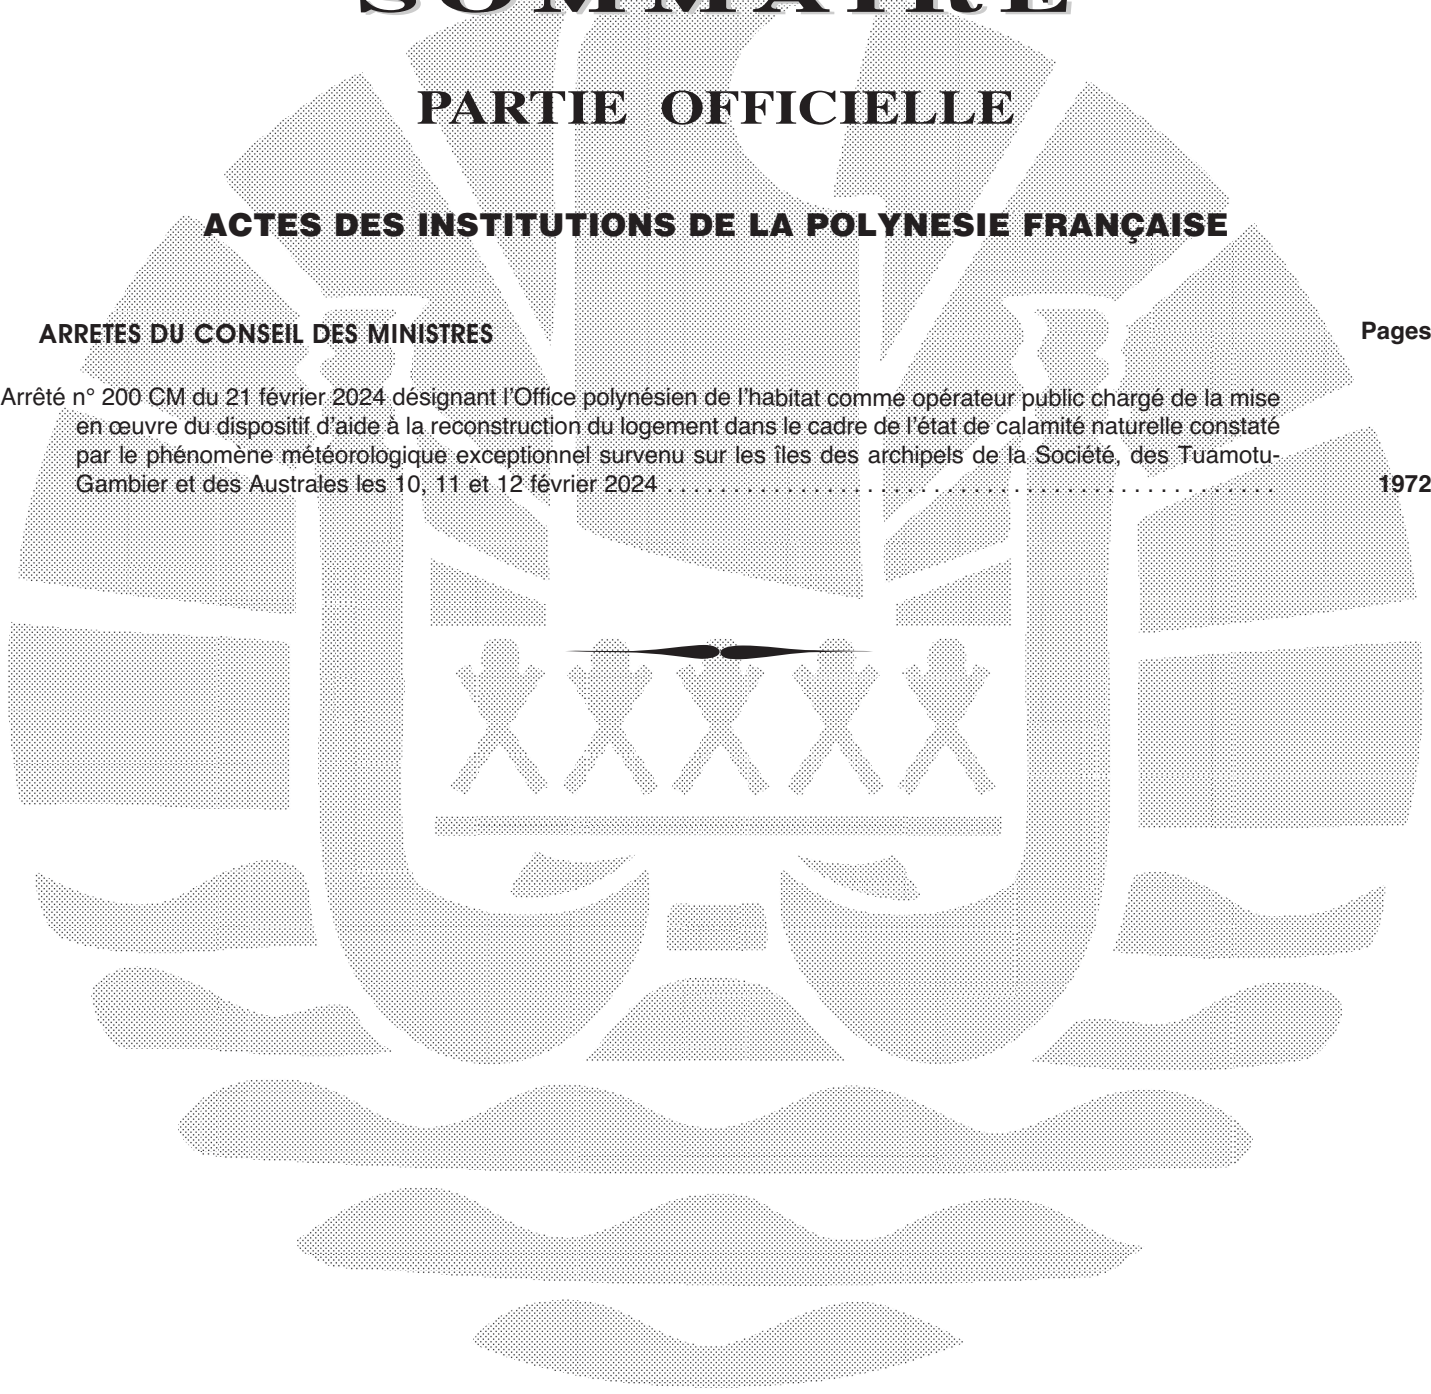 SOMMAIRE
PARTIE OFFICIELLE
ACTES DES INSTITUTIONS DE LA POLYNESIE FRANÇAISE
ARRETES DU CONSEIL DES MINISTRES Pages
Arrêté n° 200 CM du 21 février 2024 désignant l’Office polynésien de l’habitat comme opérateur public chargé de la mise
en œuvre du dispositif d’aide à la reconstruction du logement dans le cadre de l’état de calamité naturelle constaté
par le phénomène météorologique exceptionnel survenu sur les îles des archipels de la Société, des Tuamotu-
Gambier et des Australes les 10, 11 et 12 février 2024 . . . . . . . . . . . . . . . . . . . . . . . . . . . . . . . . . . . . . . . . . . . . . . 1972